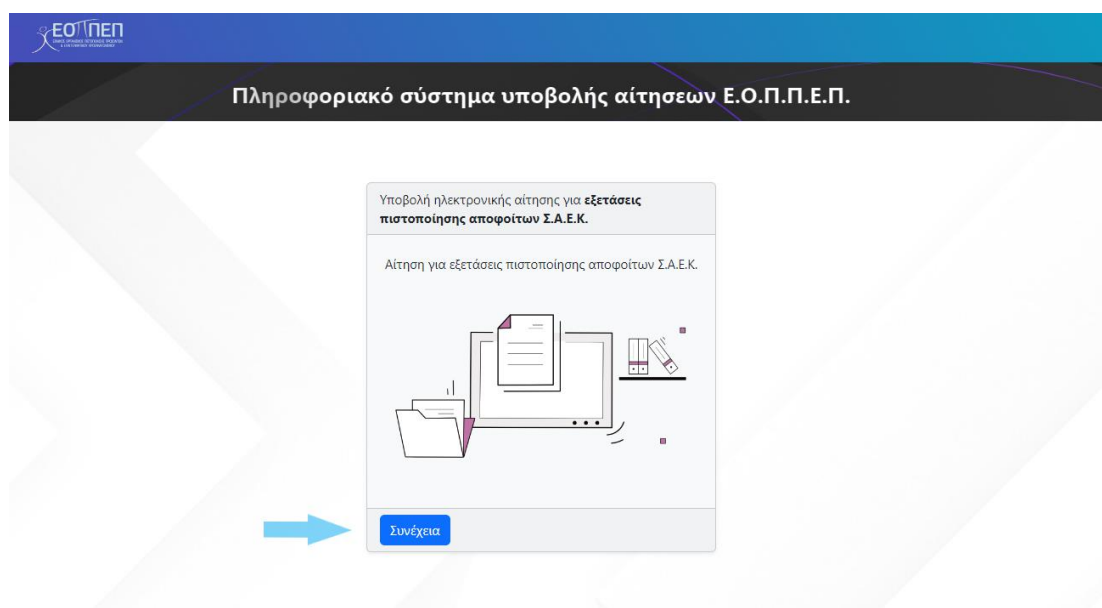 ΕΟΠΠΕΠ
Πληροφοριακό σύστημα υποβολής αίτησεων Ε.Ο.Π.Π.Ε.Π.
Υποβολή ηλεκτρονικής αίτησης για εξετάσεις
πιστοποίησης αποφοίτων Σ.Α.Ε.Κ.
Αίτηση για εξετάσεις πιστοποίησης αποφοίτων Σ.Α.Ε.Κ.
Συνέχεια